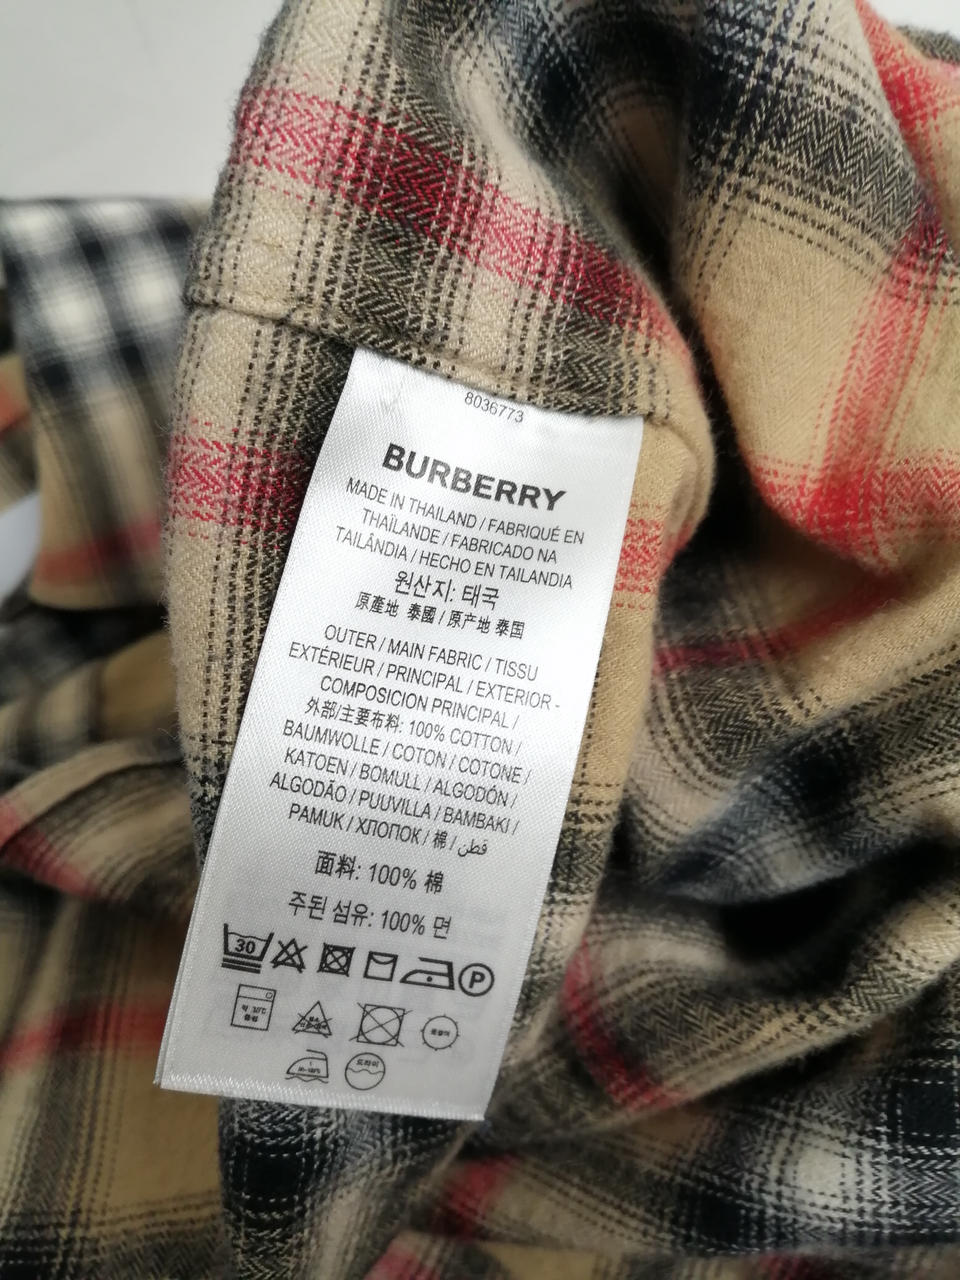 8036773
BURBERRY
MADE IN THAILAND / FABRIQUÉ EN
THAÏLANDE / FABRICADO NA
TAILÂNDIA / HECHO EN TAILANDIA
원산지: 태국
原產地 泰國 / 原产地 泰国
OUTER / MAIN FABRIC / TISSU
EXTÉRIEUR / PRINCIPAL / EXTERIOR -
COMPOSICION PRINCIPAL /
外部/主要布料: 100% COTTON /
BAUMWOLLE / COTON / COTONE /
KATOEN / BOMULL / ALGODÓN /
ALGODÃO / PUUVILLA / BAMBAKI /
PAMUK / ХЛОПОК / 棉 / قطن
面料: 100% 棉
주된 섬유: 100% 면
30 P
드라이